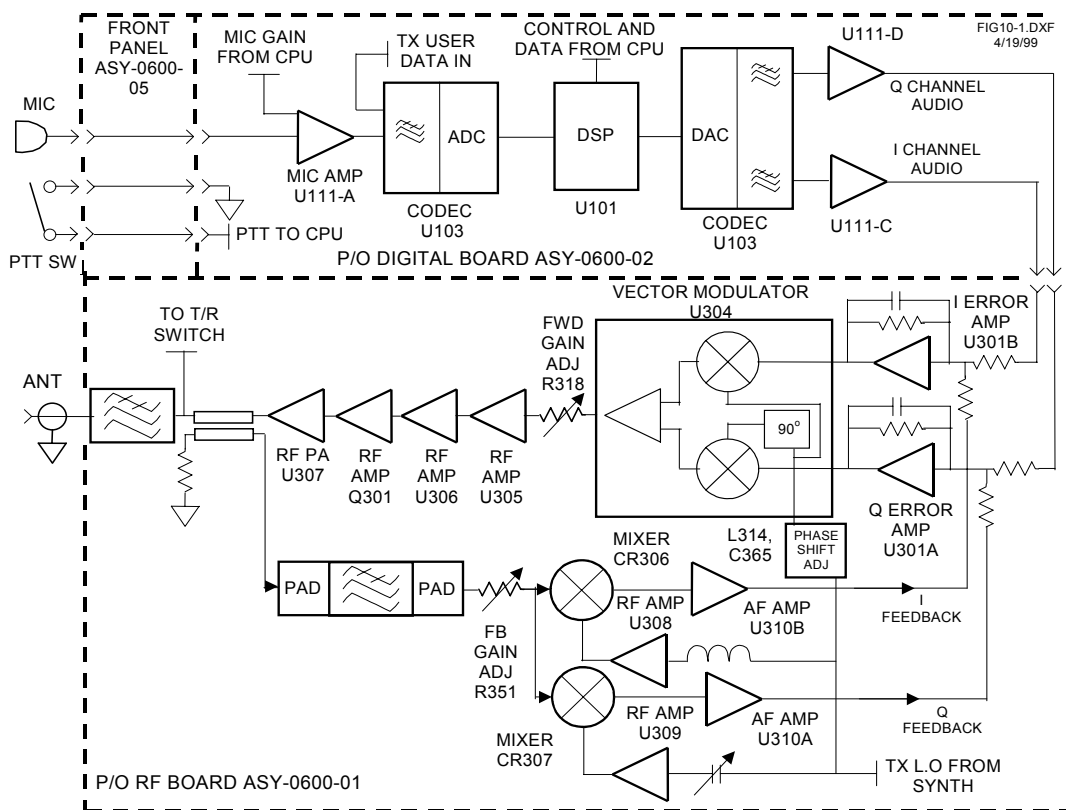 FRONT
PANEL
ASY-0600-
05
MIC GAIN
FROM CPU
TX USER
DATA IN
CONTROL AND
DATA FROM CPU
U111-D
FIG10-1.DXF
4/19/99
MIC
Q CHANNEL
AUDIO
ADC
DSP
DAC
I CHANNEL
AUDIO
MIC AMP
U111-A
CODEC
U103
U101
CODEC
U103
U111-C
PTT TO CPU
PTT SW
P/O DIGITAL BOARD ASY-0600-02
VECTOR MODULATOR
U304
TO T/R
SWITCH
FWD
GAIN
ADJ
R318
I ERROR
AMP
U301B
ANT
90°
RF PA
U307
RF
AMP
Q301
RF
AMP
U306
RF
AMP
U305
Q ERROR
AMP
U301A
L314,
C365
PHASE
SHIFT
ADJ
MIXER
CR306
PAD
PAD
RF AMP
U308
AF AMP
U310B
I
FEEDBACK
FB
GAIN
ADJ
R351
RF AMP
U309
AF AMP
U310A
Q
FEEDBACK
MIXER
CR307
TX L.O FROM
SYNTH
P/O RF BOARD ASY-0600-01